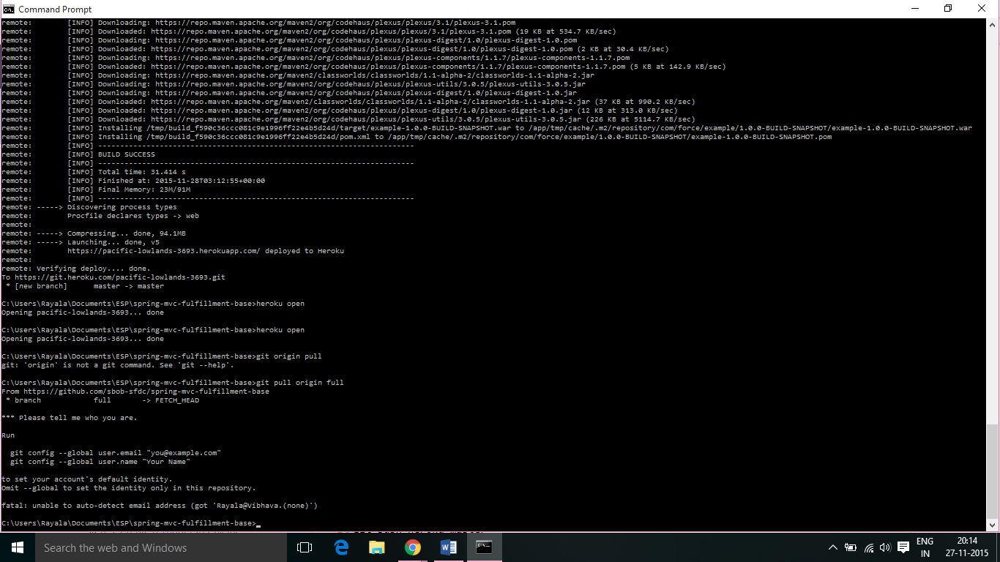 Command Prompt
remote: [INFO] Downloading: https://repo.maven.apache.org/maven2/org/codehaus/plexus/plexus/3.1/plexus-3.1.pom
remote: [INFO] Downloaded: https://repo.maven.apache.org/maven2/org/codehaus/plexus/plexus/3.1/plexus-3.1.pom (19 KB at 534.7 KB/sec)
remote: [INFO] Downloading: https://repo.maven.apache.org/maven2/org/codehaus/plexus/plexus-digest/1.0/plexus-digest-1.0.pom
remote: [INFO] Downloaded: https://repo.maven.apache.org/maven2/org/codehaus/plexus/plexus-digest/1.0/plexus-digest-1.0.pom (2 KB at 30.4 KB/sec)
remote: [INFO] Downloading: https://repo.maven.apache.org/maven2/org/codehaus/plexus/plexus-components/1.1.7/plexus-components-1.1.7.pom
remote: [INFO] Downloaded: https://repo.maven.apache.org/maven2/org/codehaus/plexus/plexus-components/1.1.7/plexus-components-1.1.7.pom (5 KB at 142.9 KB/sec)
remote: [INFO] Downloading: https://repo.maven.apache.org/maven2/classworlds/classworlds/1.1-alpha-2/classworlds-1.1-alpha-2.jar
remote: [INFO] Downloading: https://repo.maven.apache.org/maven2/org/codehaus/plexus/plexus-utils/3.0.5/plexus-utils-3.0.5.jar
remote: [INFO] Downloading: https://repo.maven.apache.org/maven2/org/codehaus/plexus/plexus-digest/1.0/plexus-digest-1.0.jar
remote: [INFO] Downloaded: https://repo.maven.apache.org/maven2/classworlds/classworlds/1.1-alpha-2/classworlds-1.1-alpha-2.jar (37 KB at 990.2 KB/sec)
remote: [INFO] Downloaded: https://repo.maven.apache.org/maven2/org/codehaus/plexus/plexus-digest/1.0/plexus-digest-1.0.jar (12 KB at 313.0 KB/sec)
remote: [INFO] Downloaded: https://repo.maven.apache.org/maven2/org/codehaus/plexus/plexus-utils/3.0.5/plexus-utils-3.0.5.jar (226 KB at 5114.7 KB/sec)
remote: [INFO] Installing /tmp/build_f590c36ccc081c9e1996ff22e4b5d24d/target/example-1.0.0-BUILD-SNAPSHOT.war to /app/tmp/cache/.m2/repository/com/force/example/1.0.0-BUILD-SNAPSHOT/example-1.0.0-BUILD-SNAPSHOT.war
remote: [INFO] Installing /tmp/build_f590c36ccc081c9e1996ff22e4b5d24d/pom.xml to /app/tmp/cache/.m2/repository/com/force/example/1.0.0-BUILD-SNAPSHOT/example-1.0.0-BUILD-SNAPSHOT.pom
remote: [INFO] ------------------------------------------------------------------------
remote: [INFO] BUILD SUCCESS
remote: [INFO] ------------------------------------------------------------------------
remote: [INFO] Total time: 31.414 s
remote: [INFO] Finished at: 2015-11-28T03:12:55+00:00
remote: [INFO] Final Memory: 23M/91M
remote: [INFO] ------------------------------------------------------------------------
remote: -----> Discovering process types
remote: Procfile declares types -> web
remote:
remote: -----> Compressing... done, 94.1MB
remote: -----> Launching... done, v5
remote: https://pacific-lowlands-3693.herokuapp.com/ deployed to Heroku
remote:
remote: Verifying deploy.... done.
To https://git.heroku.com/pacific-lowlands-3693.git
* [new branch] master -> master
C:\Users\Rayala\Documents\ESP\spring-mvc-fulfillment-base>heroku open
Opening pacific-lowlands-3693... done
C:\Users\Rayala\Documents\ESP\spring-mvc-fulfillment-base>heroku open
Opening pacific-lowlands-3693... done
C:\Users\Rayala\Documents\ESP\spring-mvc-fulfillment-base>git origin pull
git: 'origin' is not a git command. See 'git --help'.
C:\Users\Rayala\Documents\ESP\spring-mvc-fulfillment-base>git pull origin full
From https://github.com/sbob-sfdc/spring-mvc-fulfillment-base
* branch full -> FETCH_HEAD
*** Please tell me who you are.
Run
git config --global user.email "you@example.com"
git config --global user.name "Your Name"
to set your account's default identity.
Omit --global to set the identity only in this repository.
fatal: unable to auto-detect email address (got 'Rayala@Vibhava.(none)')
C:\Users\Rayala\Documents\ESP\spring-mvc-fulfillment-base>_
Search the web and Windows
ENG
IN
20:14
27-11-2015